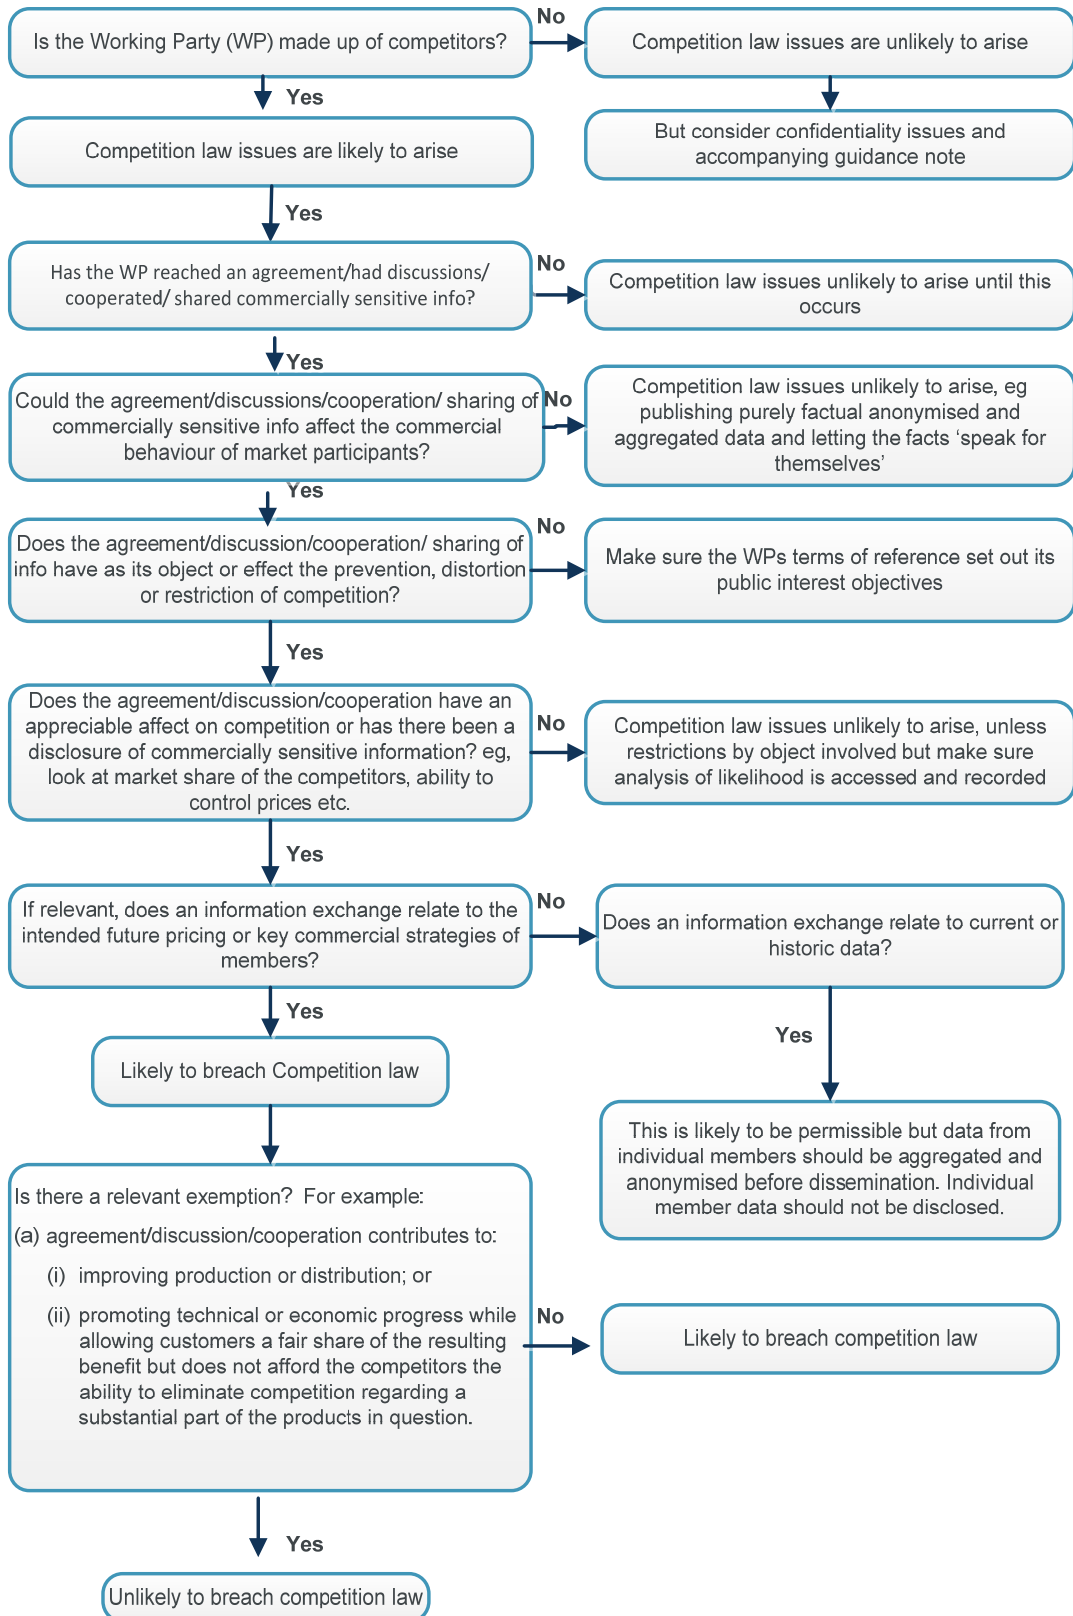 Is the Working Party (WP) made up of competitors?
No
Competition law issues are unlikely to arise
Yes
But consider confidentiality issues and
accompanying guidance note
Competition law issues are likely to arise
Yes
Has the WP reached an agreement/had discussions/
cooperated/ shared commercially sensitive info?
No
Competition law issues unlikely to arise until this
occurs
Yes
Could the agreement/discussions/cooperation/ sharing of
commercially sensitive info affect the commercial
behaviour of market participants?
No
Competition law issues unlikely to arise, eg
publishing purely factual anonymised and
aggregated data and letting the facts ‘speak for
themselves’
Yes
Does the agreement/discussion/cooperation/ sharing of
info have as its object or effect the prevention, distortion
or restriction of competition?
No
Make sure the WPs terms of reference set out its
public interest objectives
Yes
Does the agreement/discussion/cooperation have an
appreciable affect on competition or has there been a
disclosure of commercially sensitive information? eg,
look at market share of the competitors, ability to
control prices etc.
No
Competition law issues unlikely to arise, unless
restrictions by object involved but make sure
analysis of likelihood is accessed and recorded
Yes
If relevant, does an information exchange relate to the
intended future pricing or key commercial strategies of
members?
No
Does an information exchange relate to current or
historic data?
Yes
Yes
Likely to breach Competition law
This is likely to be permissible but data from
individual members should be aggregated and
anonymised before dissemination. Individual
member data should not be disclosed.
Is there a relevant exemption? For example:
(a) agreement/discussion/cooperation contributes to:
(i) improving production or distribution; or
(ii) promoting technical or economic progress while
allowing customers a fair share of the resulting
benefit but does not afford the competitors the
ability to eliminate competition regarding a
substantial part of the products in question.
No
Likely to breach competition law
Yes
Unlikely to breach competition law